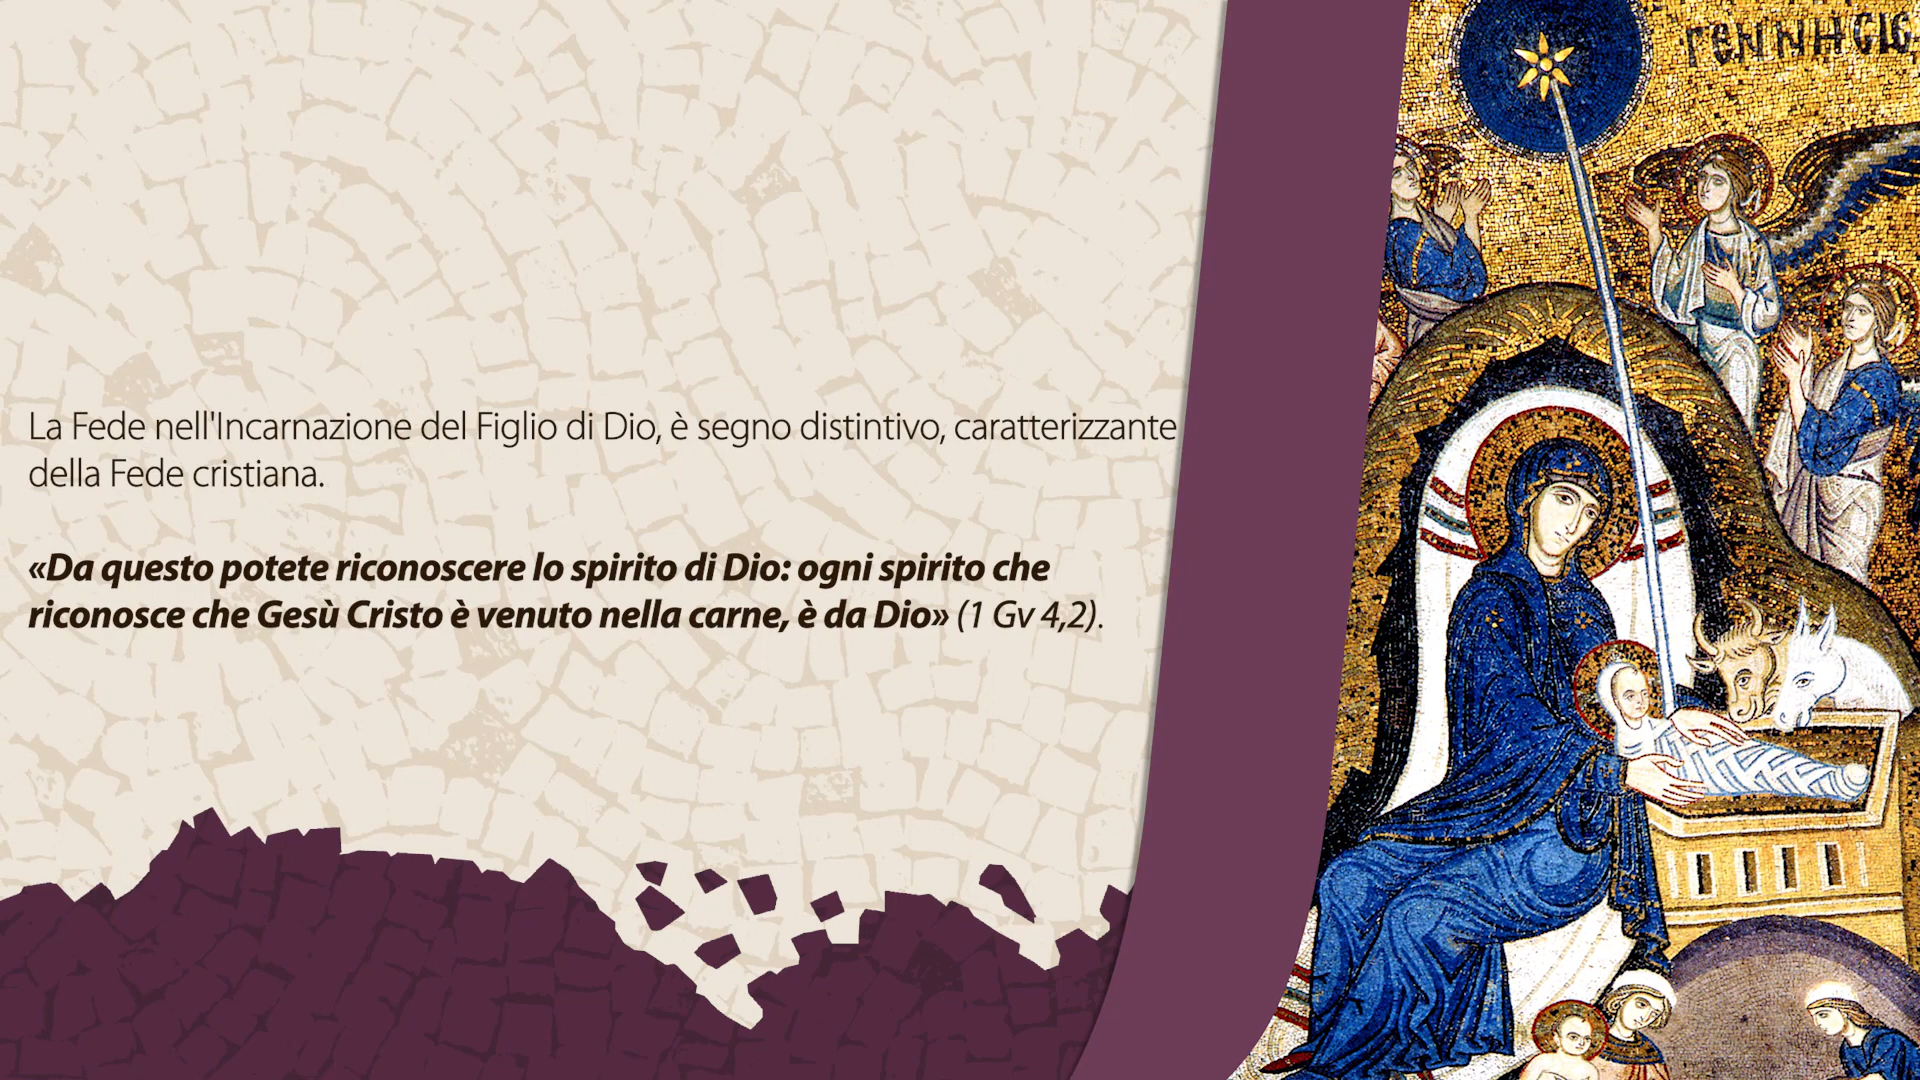 La Fede nell'Incarnazione del Figlio di Dio, è segno distintivo, caratterizzante
della Fede cristiana.
«Da questo potete riconoscere lo spirito di Dio: ogni spirito che
riconosce che Gesù Cristo è venuto nella carne, è da Dio» (1 Gv 4,2).
ΓΕΝΝΗCΙC